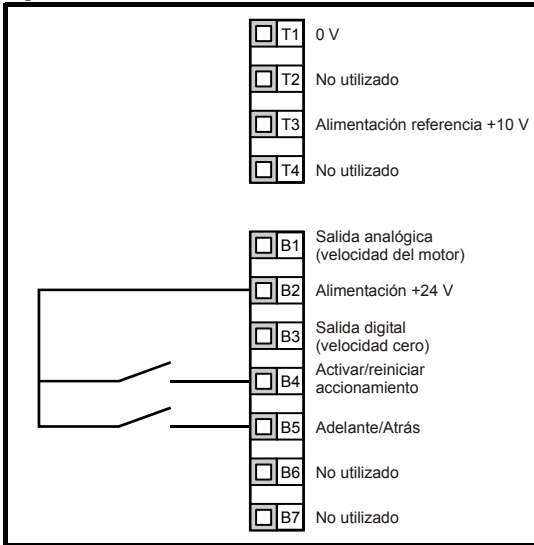 T1 0 V
T2 No utilizado
T3 Alimentación referencia +10 V
T4 No utilizado
B1 Salida analógica
(velocidad del motor)
B2 Alimentación +24 V
B3 Salida digital
(velocidad cero)
B4 Activar/reiniciar
accionamiento
B5 Adelante/Atrás
B6 No utilizado
B7 No utilizado